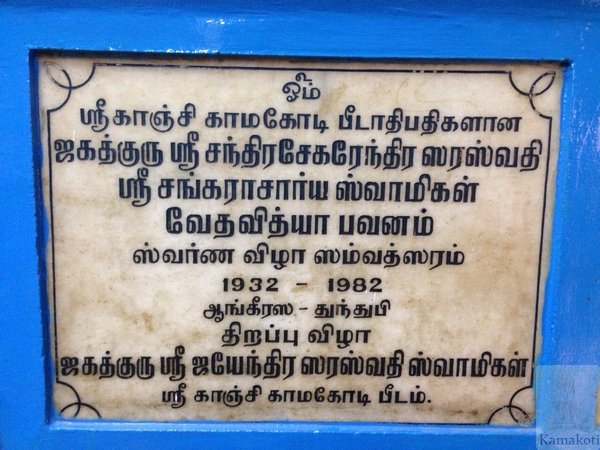 ஓம்
ஸ்ரீ காஞ்சி காமகோடி பீடாதிபதிகளான
ஜகத்குரு ஸ்ரீ சந்திரசேகரேந்திர ஸரஸ்வதி
ஸ்ரீ சங்கராசார்ய ஸ்வாமிகள்
வேதவித்யா பவனம்
ஸ்வர்ண விழா ஸம்வத்ஸரம்
1932 - 1982
ஆங்கீரஸ - துந்துபி
திறப்பு விழா
ஜகத்குரு ஸ்ரீ ஜயேந்திர ஸரஸ்வதி ஸ்வாமிகள்
ஸ்ரீ காஞ்சி காமகோடி பீடம்.
Kamakoti